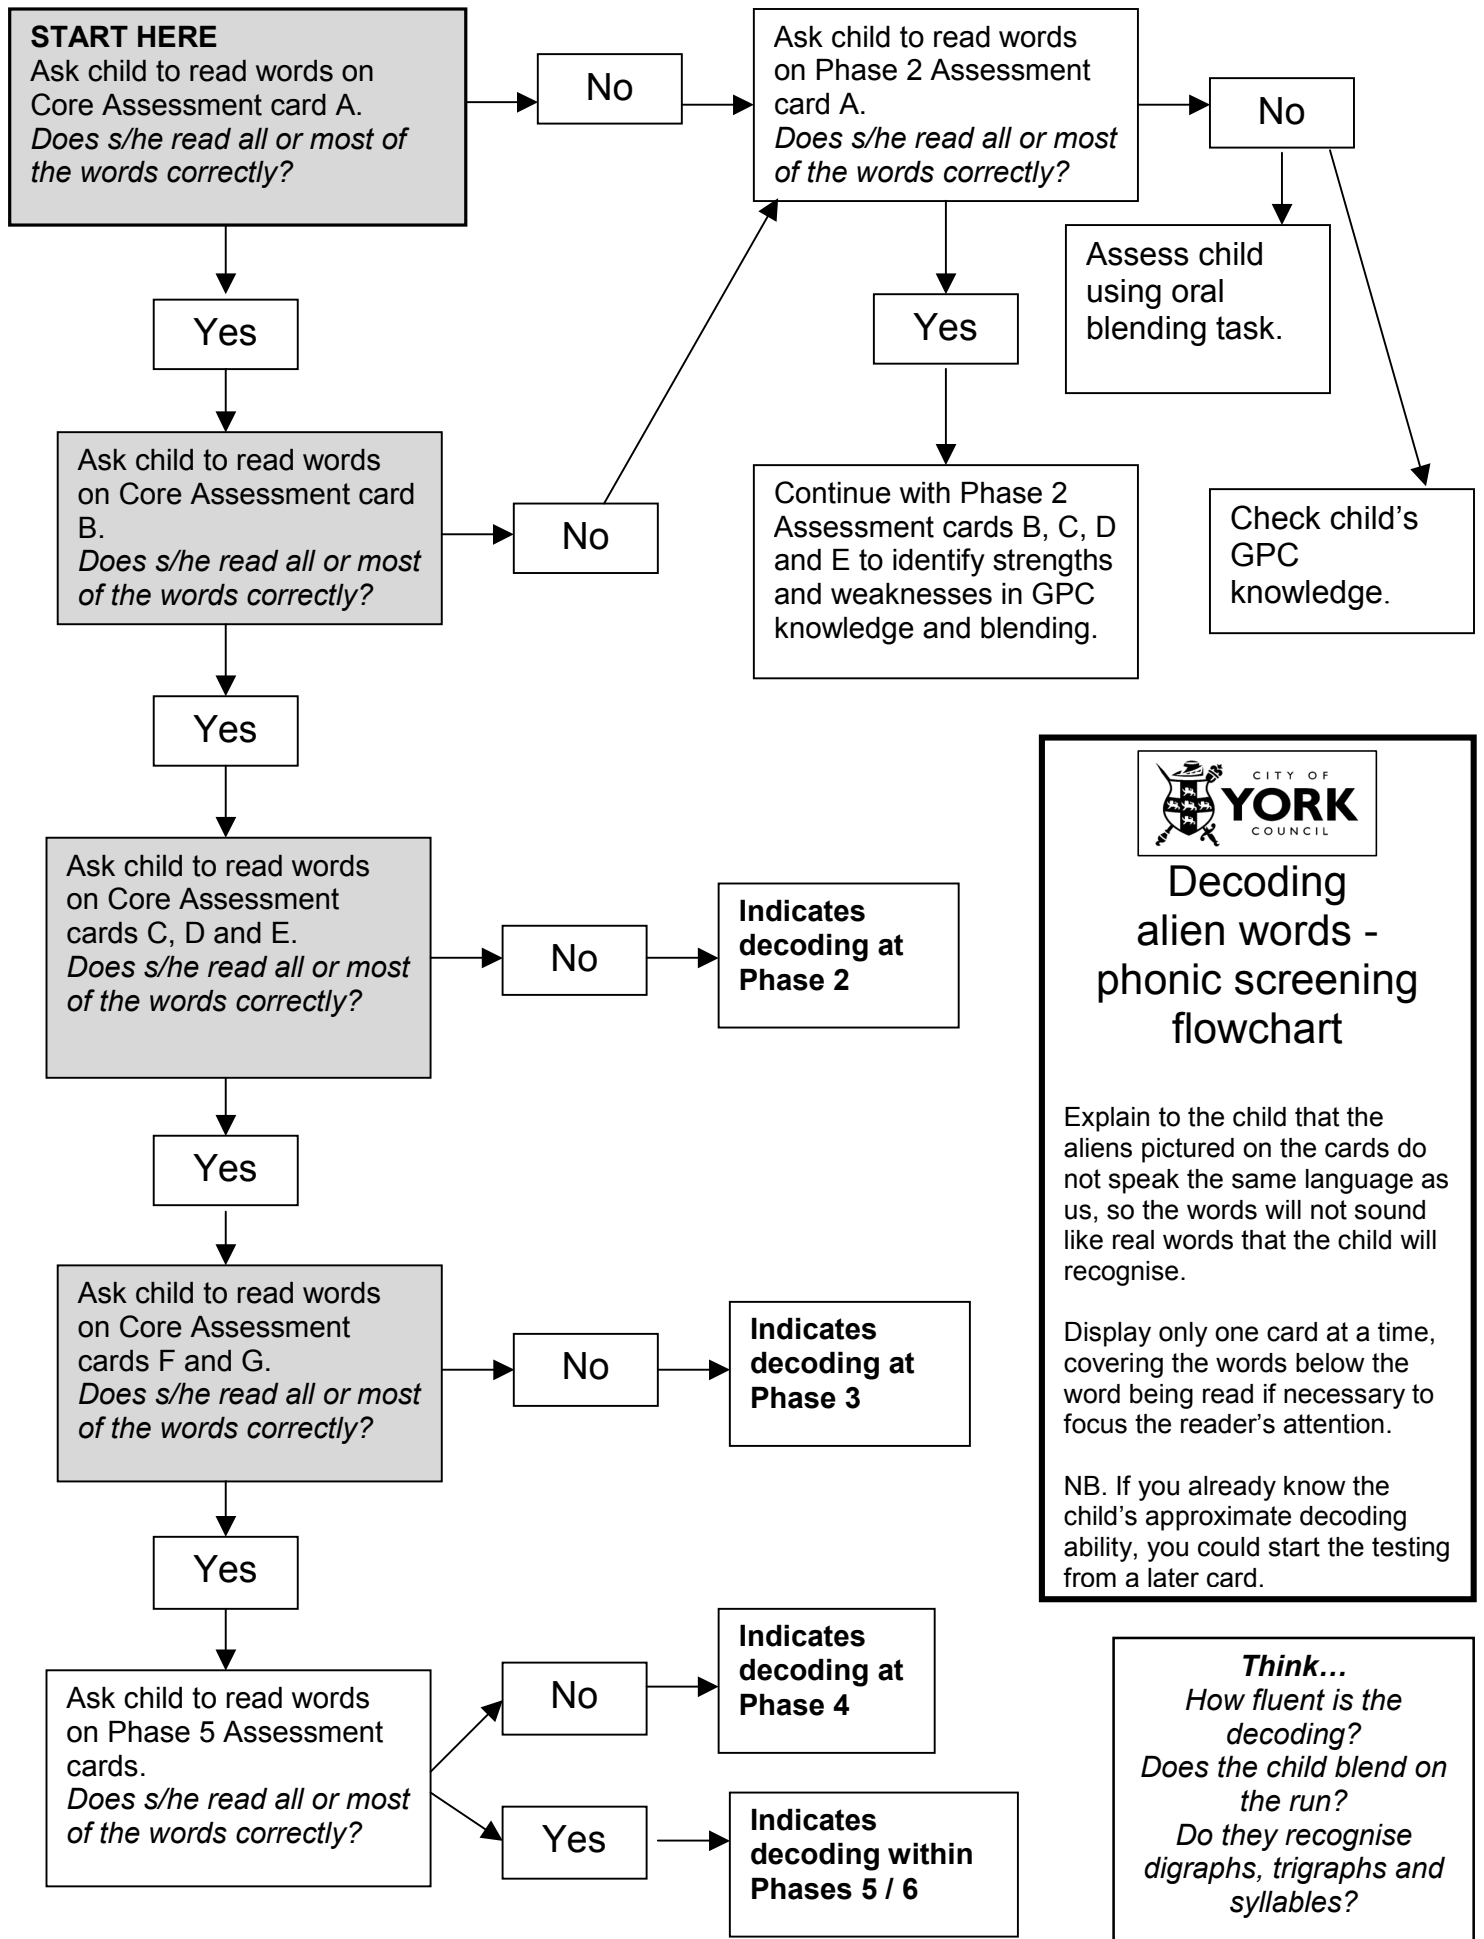 START HERE
Ask child to read words on
Core Assessment card A.
Does s/he read all or most of
the words correctly?
No
Ask child to read words
on Phase 2 Assessment
card A.
Does s/he read all or most
of the words correctly?
No
Assess child
using oral
blending task.
Check child’s
GPC
knowledge.
Yes
Continue with Phase 2
Assessment cards B, C, D
and E to identify strengths
and weaknesses in GPC
knowledge and blending.
Yes
Ask child to read words
on Core Assessment card
B.
Does s/he read all or most
of the words correctly?
No
Yes
Ask child to read words
on Core Assessment
cards C, D and E.
Does s/he read all or most
of the words correctly?
No
Indicates
decoding at
Phase 2
Yes
Ask child to read words
on Core Assessment
cards F and G.
Does s/he read all or most
of the words correctly?
No
Indicates
decoding at
Phase 3
Yes
Ask child to read words
on Phase 5 Assessment
cards.
Does s/he read all or most
of the words correctly?
No
Indicates
decoding at
Phase 4
Yes
Indicates
decoding within
Phases 5 / 6
CITY OF
YORK
COUNCIL
Decoding
alien words -
phonic screening
flowchart
Explain to the child that the
aliens pictured on the cards do
not speak the same language as
us, so the words will not sound
like real words that the child will
recognise.
Display only one card at a time,
covering the words below the
word being read if necessary to
focus the reader’s attention.
NB. If you already know the
child’s approximate decoding
ability, you could start the testing
from a later card.
Think…
How fluent is the
decoding?
Does the child blend on
the run?
Do they recognise
digraphs, trigraphs and
syllables?